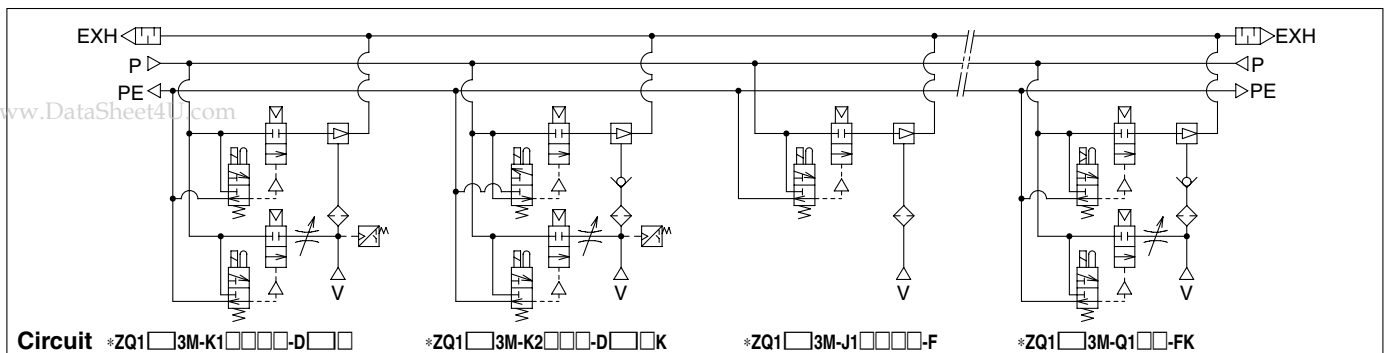 EXH EXH
P P
PE PE
www.DataSheet4U.com
V V V V
Circuit *ZQ1□3M-K1□□□□-D□□ *ZQ1□3M-K2□□□-D□□K *ZQ1□3M-J1□□□□-F *ZQ1□3M-Q1□□-FK